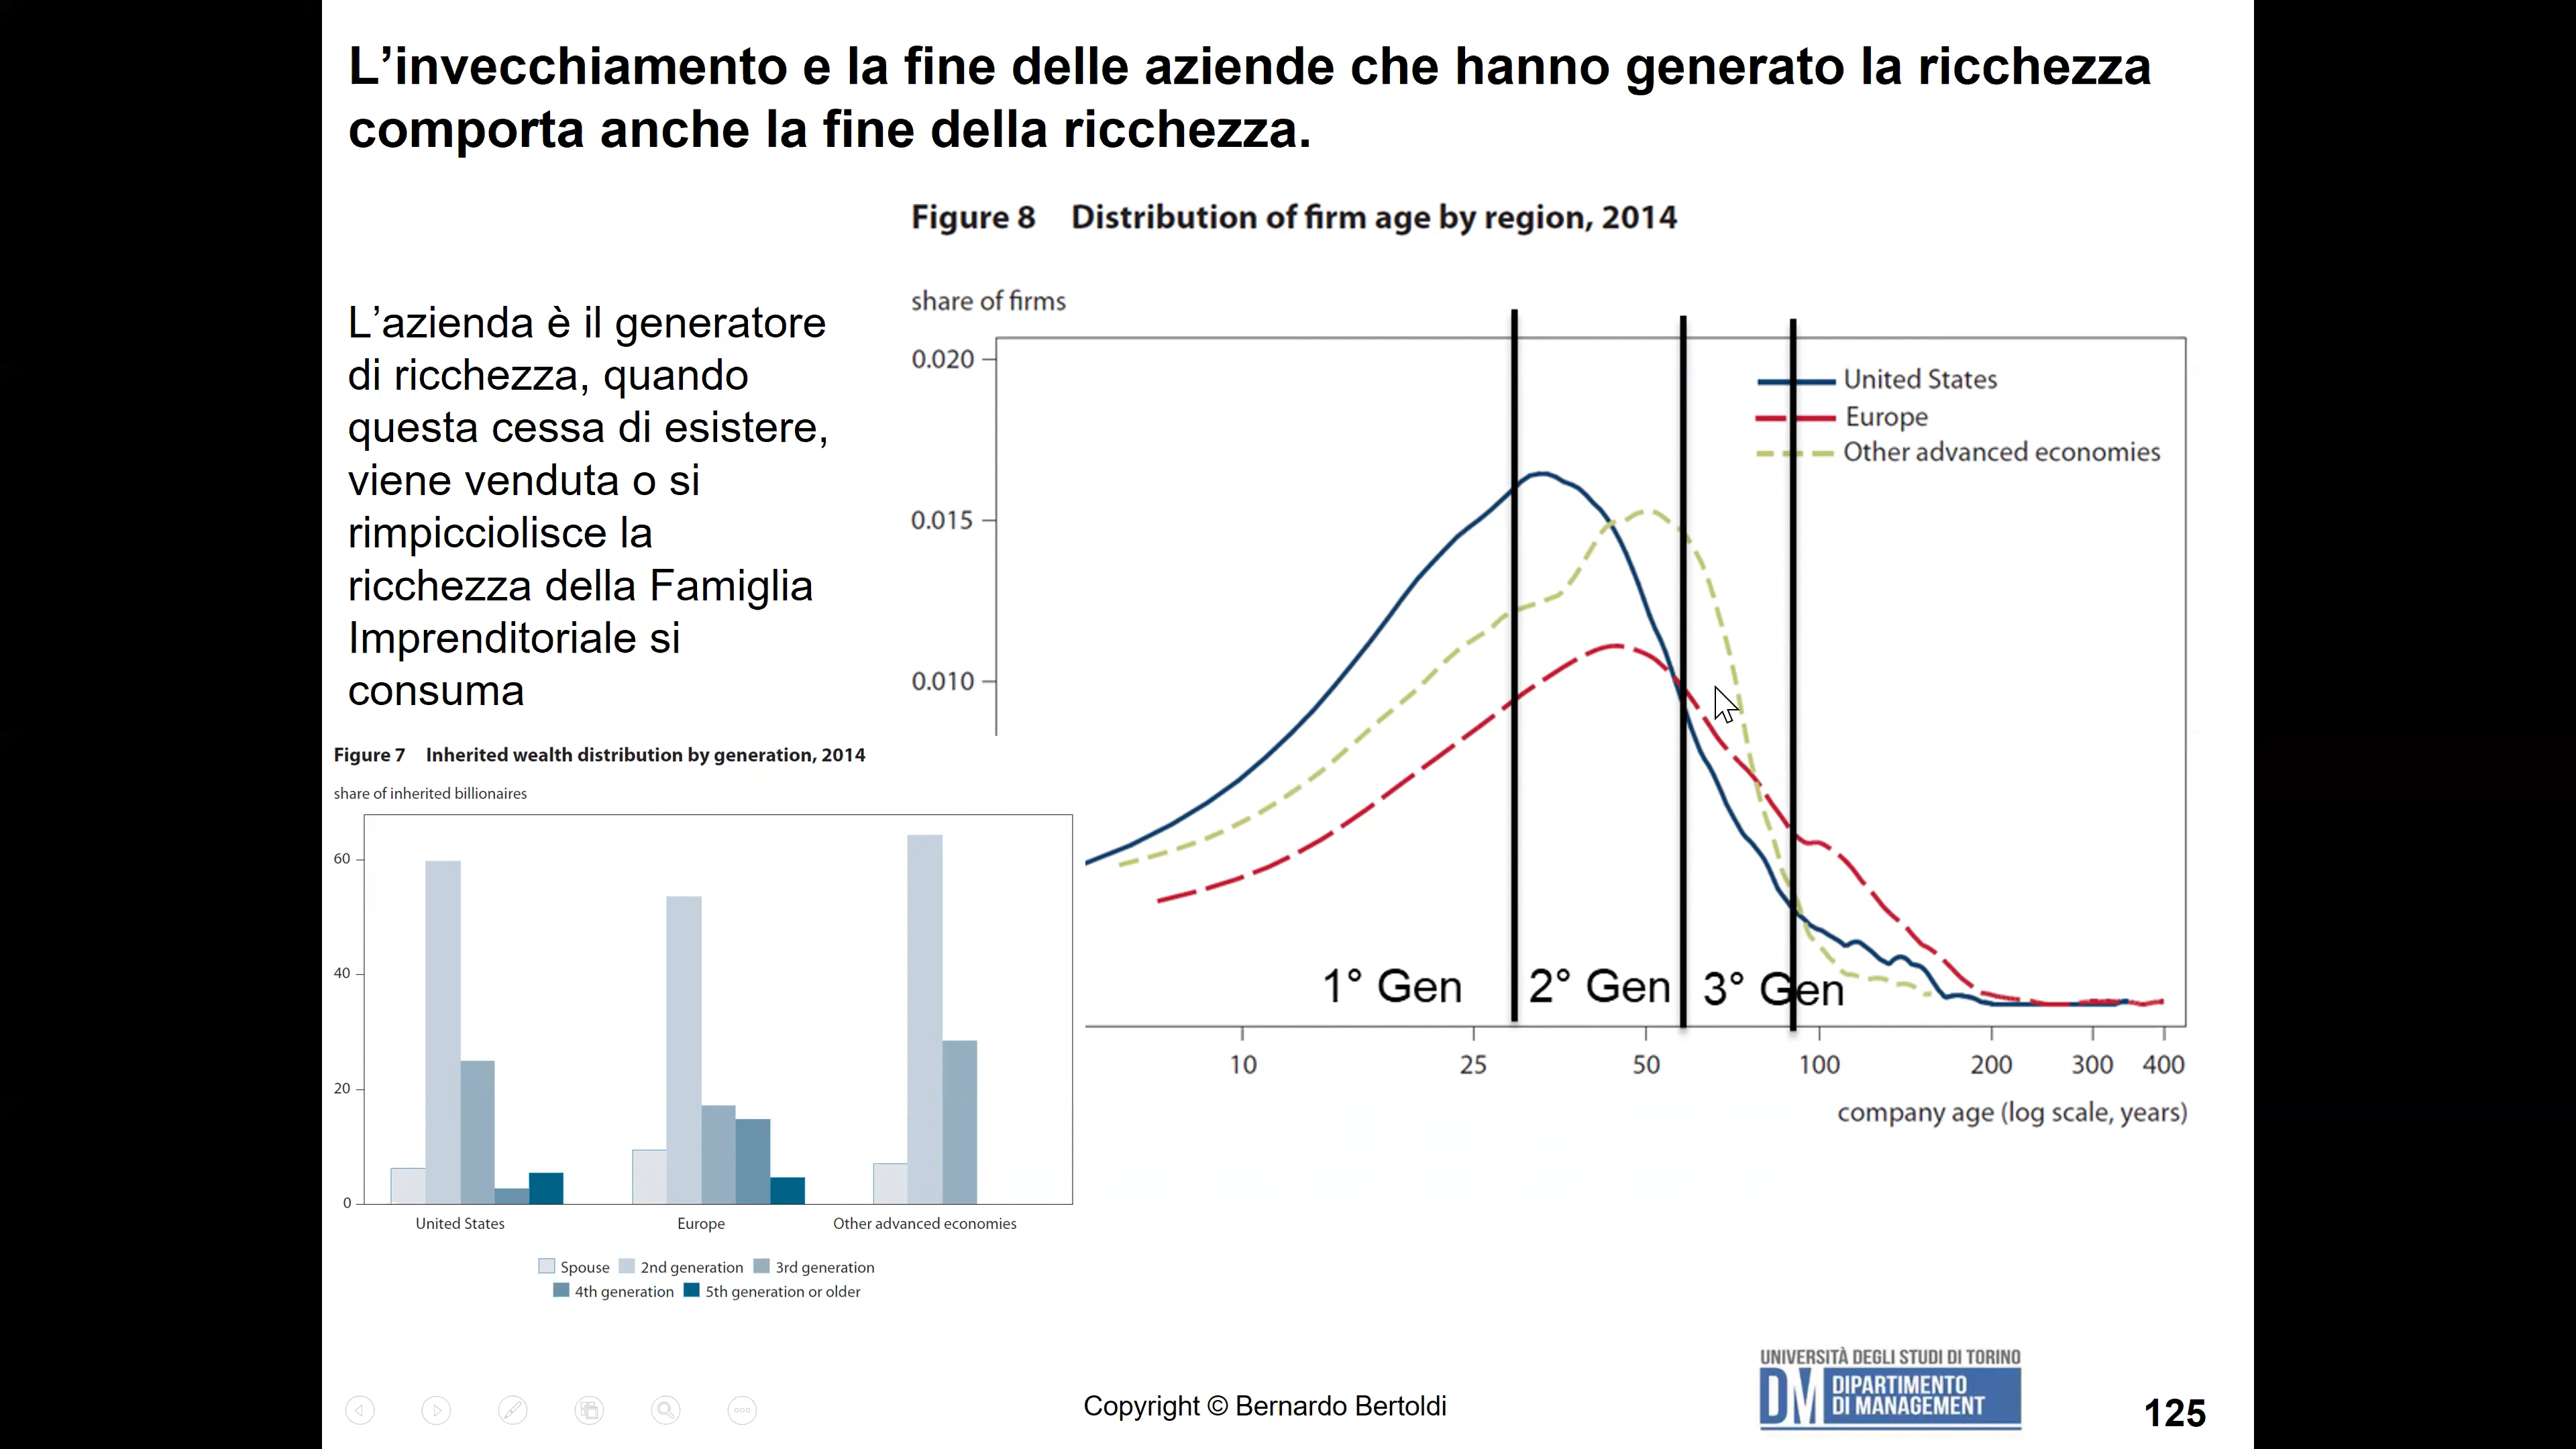 L’invecchiamento e la fine delle aziende che hanno generato la ricchezza
comporta anche la fine della ricchezza.
L’azienda è il generatore
di ricchezza, quando
questa cessa di esistere,
viene venduta o si
rimpicciolisce la
ricchezza della Famiglia
Imprenditoriale si
consuma
Figure 8 Distribution of firm age by region, 2014
share of firms
0.020
0.015
0.010
United States
Europe
Other advanced economies
1° Gen 2° Gen 3° Gen
10 25 50 100 200 300 400
company age (log scale, years)
Figure 7 Inherited wealth distribution by generation, 2014
share of inherited billionaires
60
40
20
0
United States Europe Other advanced economies
Spouse 2nd generation 3rd generation
4th generation 5th generation or older
Copyright © Bernardo Bertoldi
UNIVERSITÀ DEGLI STUDI DI TORINO
DM DIPARTIMENTO
DI MANAGEMENT
125